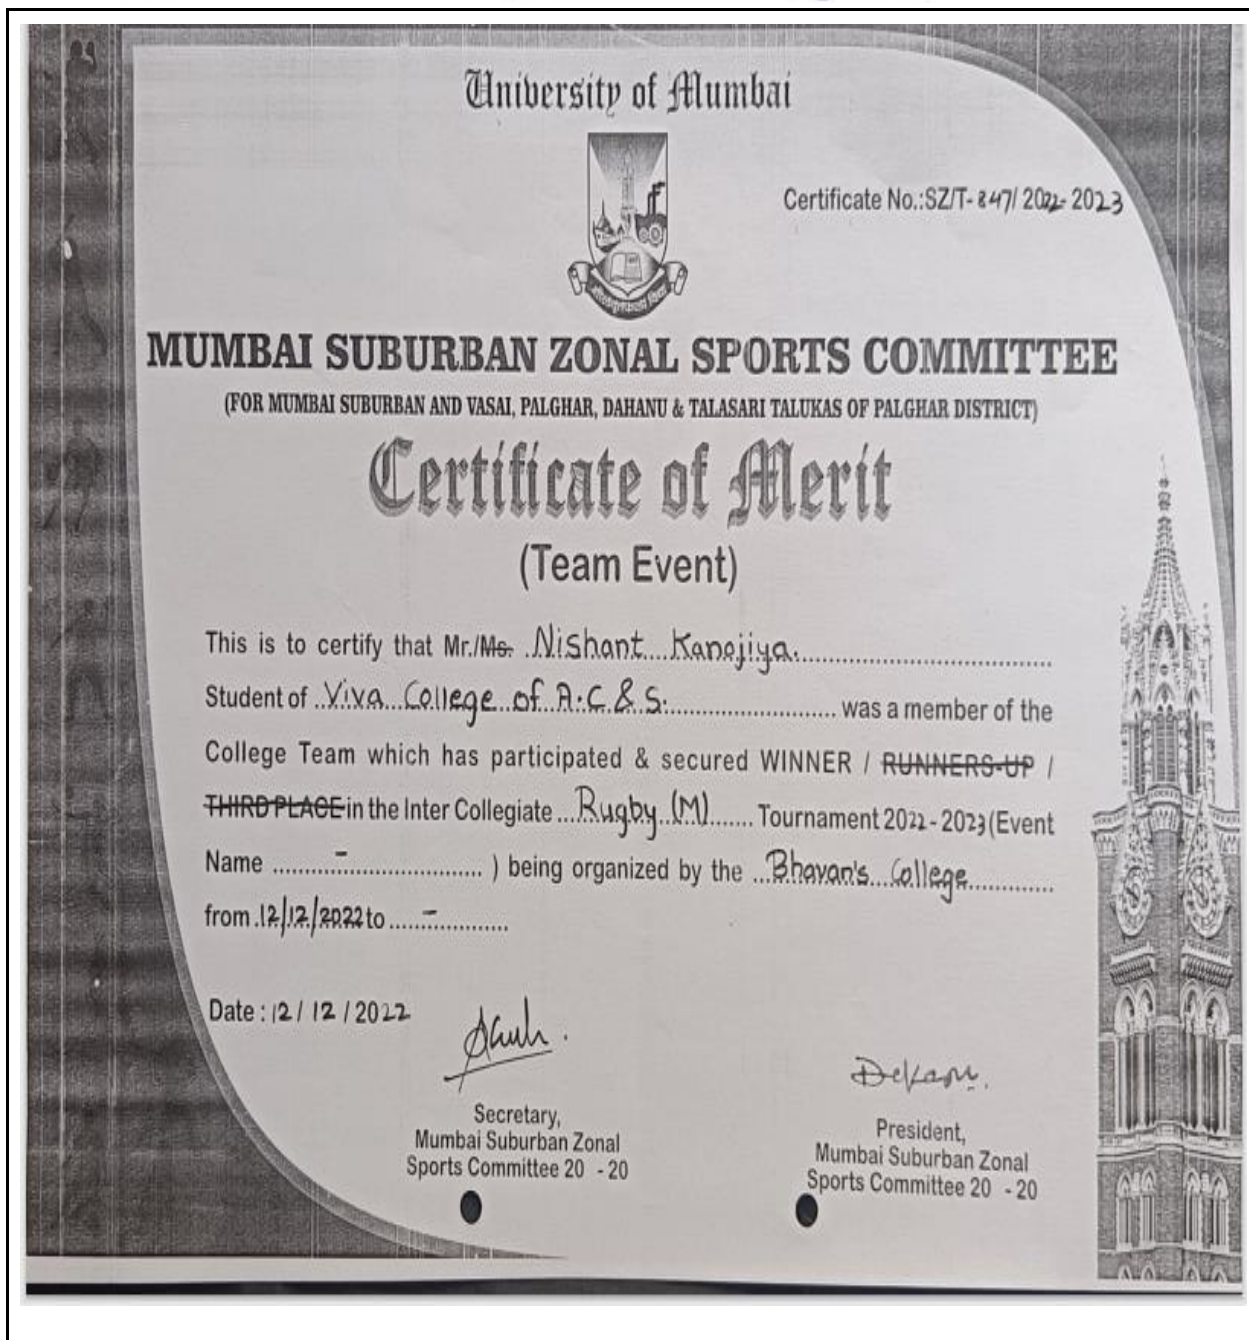 University of Mumbai
Certificate No.:SZ/T-847/2022-2023
MUMBAI SUBURBAN ZONAL SPORTS COMMITTEE
(FOR MUMBAI SUBURBAN AND VASAI, PALGHAR, DAHANU & TALASARI TALUKAS OF PALGHAR DISTRICT)
Certificate of Merit
(Team Event)
This is to certify that Mr./Ms. Nishant Kanojiya.
Student of Viva College of A.C.&S. was a member of the
College Team which has participated & secured WINNER / RUNNERS-UP /
THIRD PLACE in the Inter Collegiate Rugby (M) Tournament 2022-2023 (Event
Name - ) being organized by the Bhavan's College
from 12/12/2022 to -
Date : 12/12/2022
Secretary,
Mumbai Suburban Zonal
Sports Committee 20 - 20
President,
Mumbai Suburban Zonal
Sports Committee 20 - 20